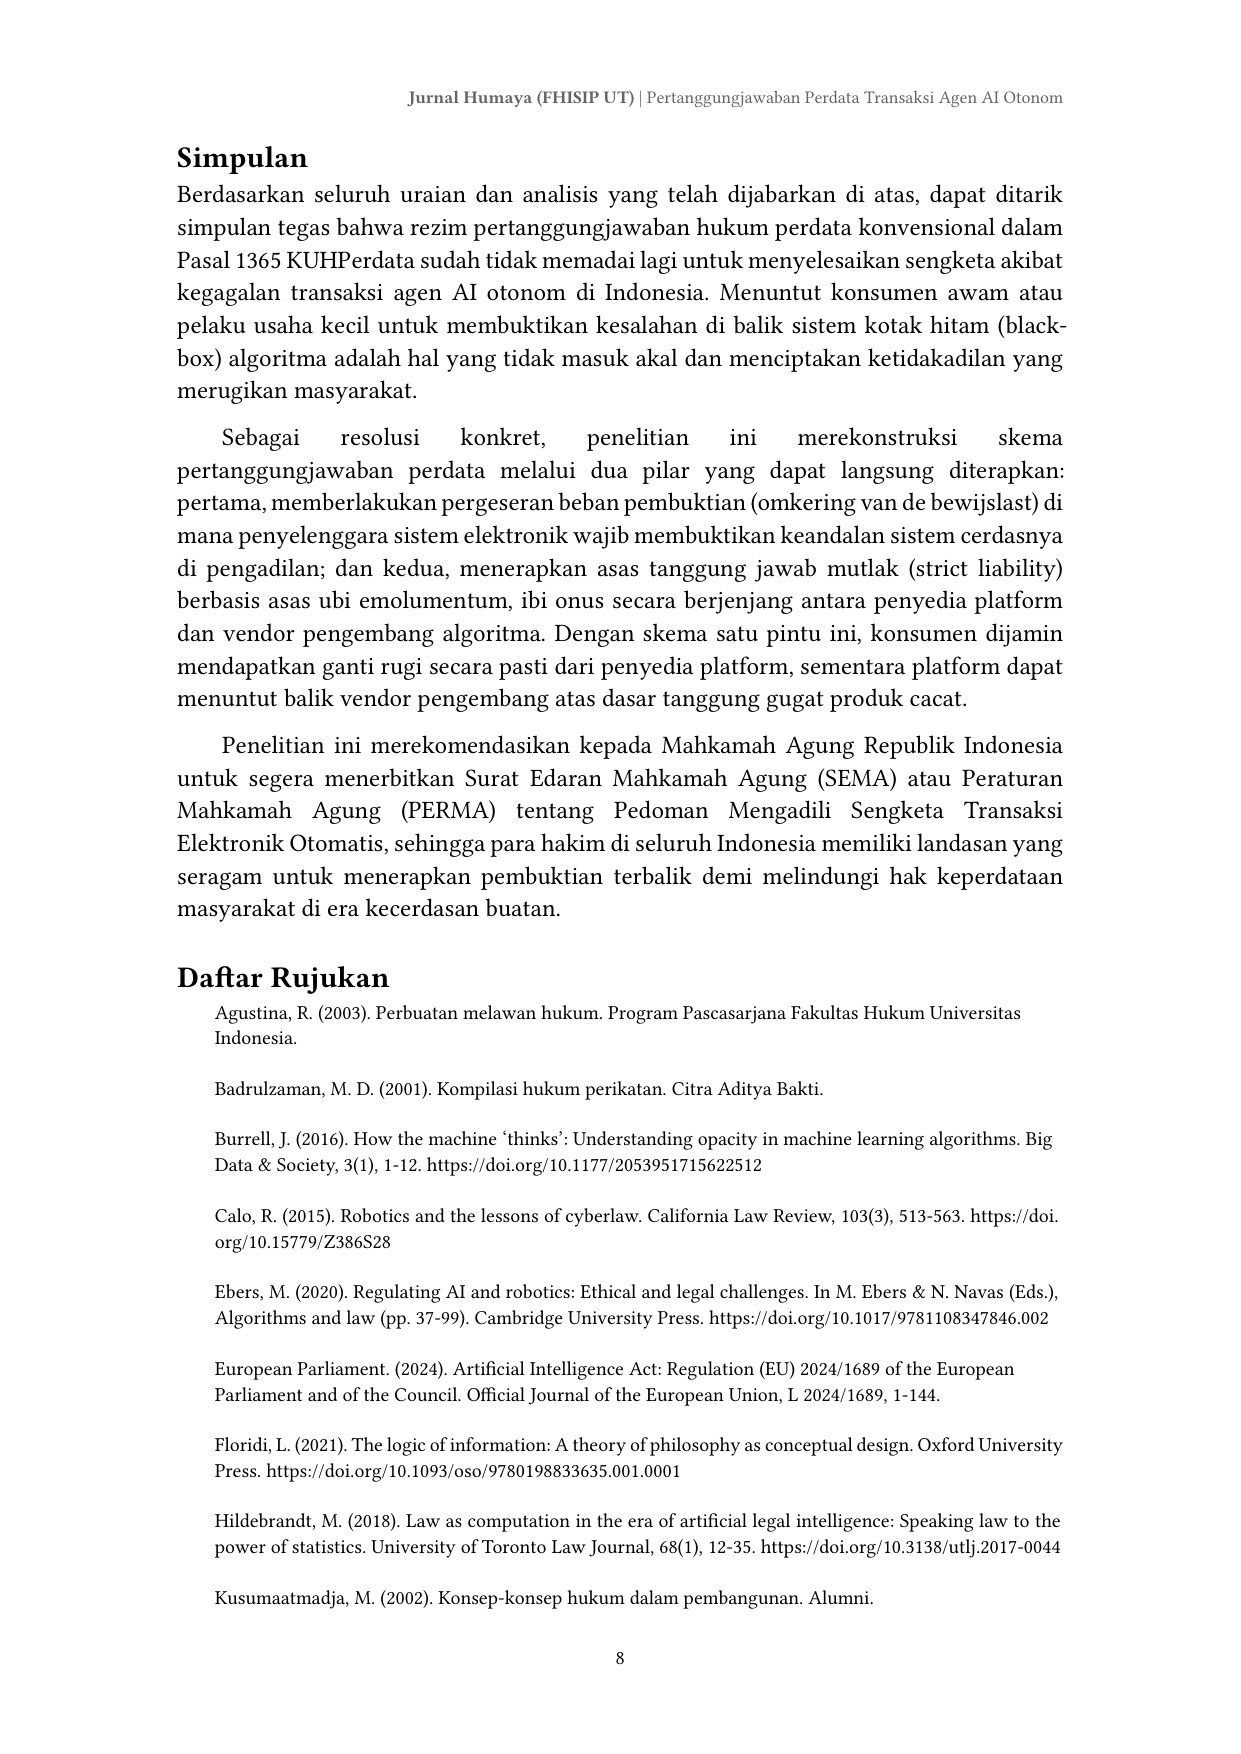 Jurnal Humaya (FHISIP UT) | Pertanggungjawaban Perdata Transaksi Agen AI Otonom
Simpulan
Berdasarkan seluruh uraian dan analisis yang telah dijabarkan di atas, dapat ditarik
simpulan tegas bahwa rezim pertanggungjawaban hukum perdata konvensional dalam
Pasal 1365 KUHPerdata sudah tidak memadai lagi untuk menyelesaikan sengketa akibat
kegagalan transaksi agen AI otonom di Indonesia. Menuntut konsumen awam atau
pelaku usaha kecil untuk membuktikan kesalahan di balik sistem kotak hitam (black-
box) algoritma adalah hal yang tidak masuk akal dan menciptakan ketidakadilan yang
merugikan masyarakat.
Sebagai resolusi konkret, penelitian ini merekonstruksi skema
pertanggungjawaban perdata melalui dua pilar yang dapat langsung diterapkan:
pertama, memberlakukan pergeseran beban pembuktian (omkering van de bewijslast) di
mana penyelenggara sistem elektronik wajib membuktikan keandalan sistem cerdasnya
di pengadilan; dan kedua, menerapkan asas tanggung jawab mutlak (strict liability)
berbasis asas ubi emolumentum, ibi onus secara berjenjang antara penyedia platform
dan vendor pengembang algoritma. Dengan skema satu pintu ini, konsumen dijamin
mendapatkan ganti rugi secara pasti dari penyedia platform, sementara platform dapat
menuntut balik vendor pengembang atas dasar tanggung gugat produk cacat.
Penelitian ini merekomendasikan kepada Mahkamah Agung Republik Indonesia
untuk segera menerbitkan Surat Edaran Mahkamah Agung (SEMA) atau Peraturan
Mahkamah Agung (PERMA) tentang Pedoman Mengadili Sengketa Transaksi
Elektronik Otomatis, sehingga para hakim di seluruh Indonesia memiliki landasan yang
seragam untuk menerapkan pembuktian terbalik demi melindungi hak keperdataan
masyarakat di era kecerdasan buatan.
Daftar Rujukan
Agustina, R. (2003). Perbuatan melawan hukum. Program Pascasarjana Fakultas Hukum Universitas
Indonesia.
Badrulzaman, M. D. (2001). Kompilasi hukum perikatan. Citra Aditya Bakti.
Burrell, J. (2016). How the machine ‘thinks’: Understanding opacity in machine learning algorithms. Big
Data & Society, 3(1), 1-12. https://doi.org/10.1177/2053951715622512
Calo, R. (2015). Robotics and the lessons of cyberlaw. California Law Review, 103(3), 513-563. https://doi.
org/10.15779/Z386S28
Ebers, M. (2020). Regulating AI and robotics: Ethical and legal challenges. In M. Ebers & N. Navas (Eds.),
Algorithms and law (pp. 37-99). Cambridge University Press. https://doi.org/10.1017/9781108347846.002
European Parliament. (2024). Artificial Intelligence Act: Regulation (EU) 2024/1689 of the European
Parliament and of the Council. Official Journal of the European Union, L 2024/1689, 1-144.
Floridi, L. (2021). The logic of information: A theory of philosophy as conceptual design. Oxford University
Press. https://doi.org/10.1093/oso/9780198833635.001.0001
Hildebrandt, M. (2018). Law as computation in the era of artificial legal intelligence: Speaking law to the
power of statistics. University of Toronto Law Journal, 68(1), 12-35. https://doi.org/10.3138/utlj.2017-0044
Kusumaatmadja, M. (2002). Konsep-konsep hukum dalam pembangunan. Alumni.
8